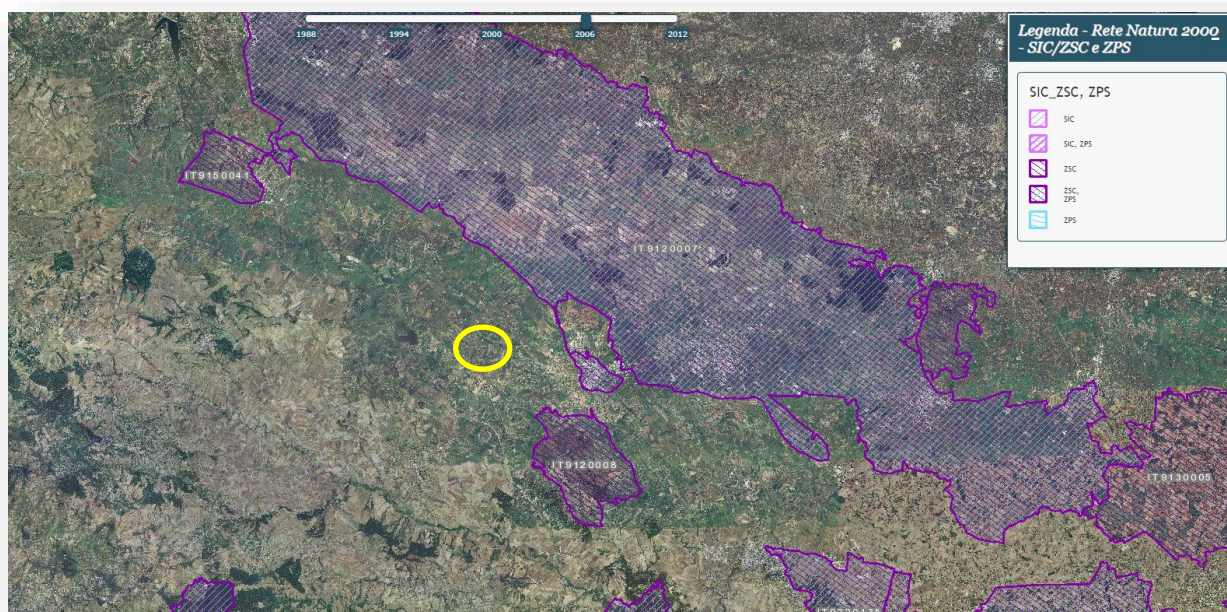 1988 1994 2000 2006 2012
Legenda - Rete Natura 2000
- SIC/ZSC e ZPS
SIC_ZSC, ZPS
SIC
SIC, ZPS
ZSC
ZSC,
ZPS
ZPS
IT9150041
IT9120007
IT9120008
IT9130005